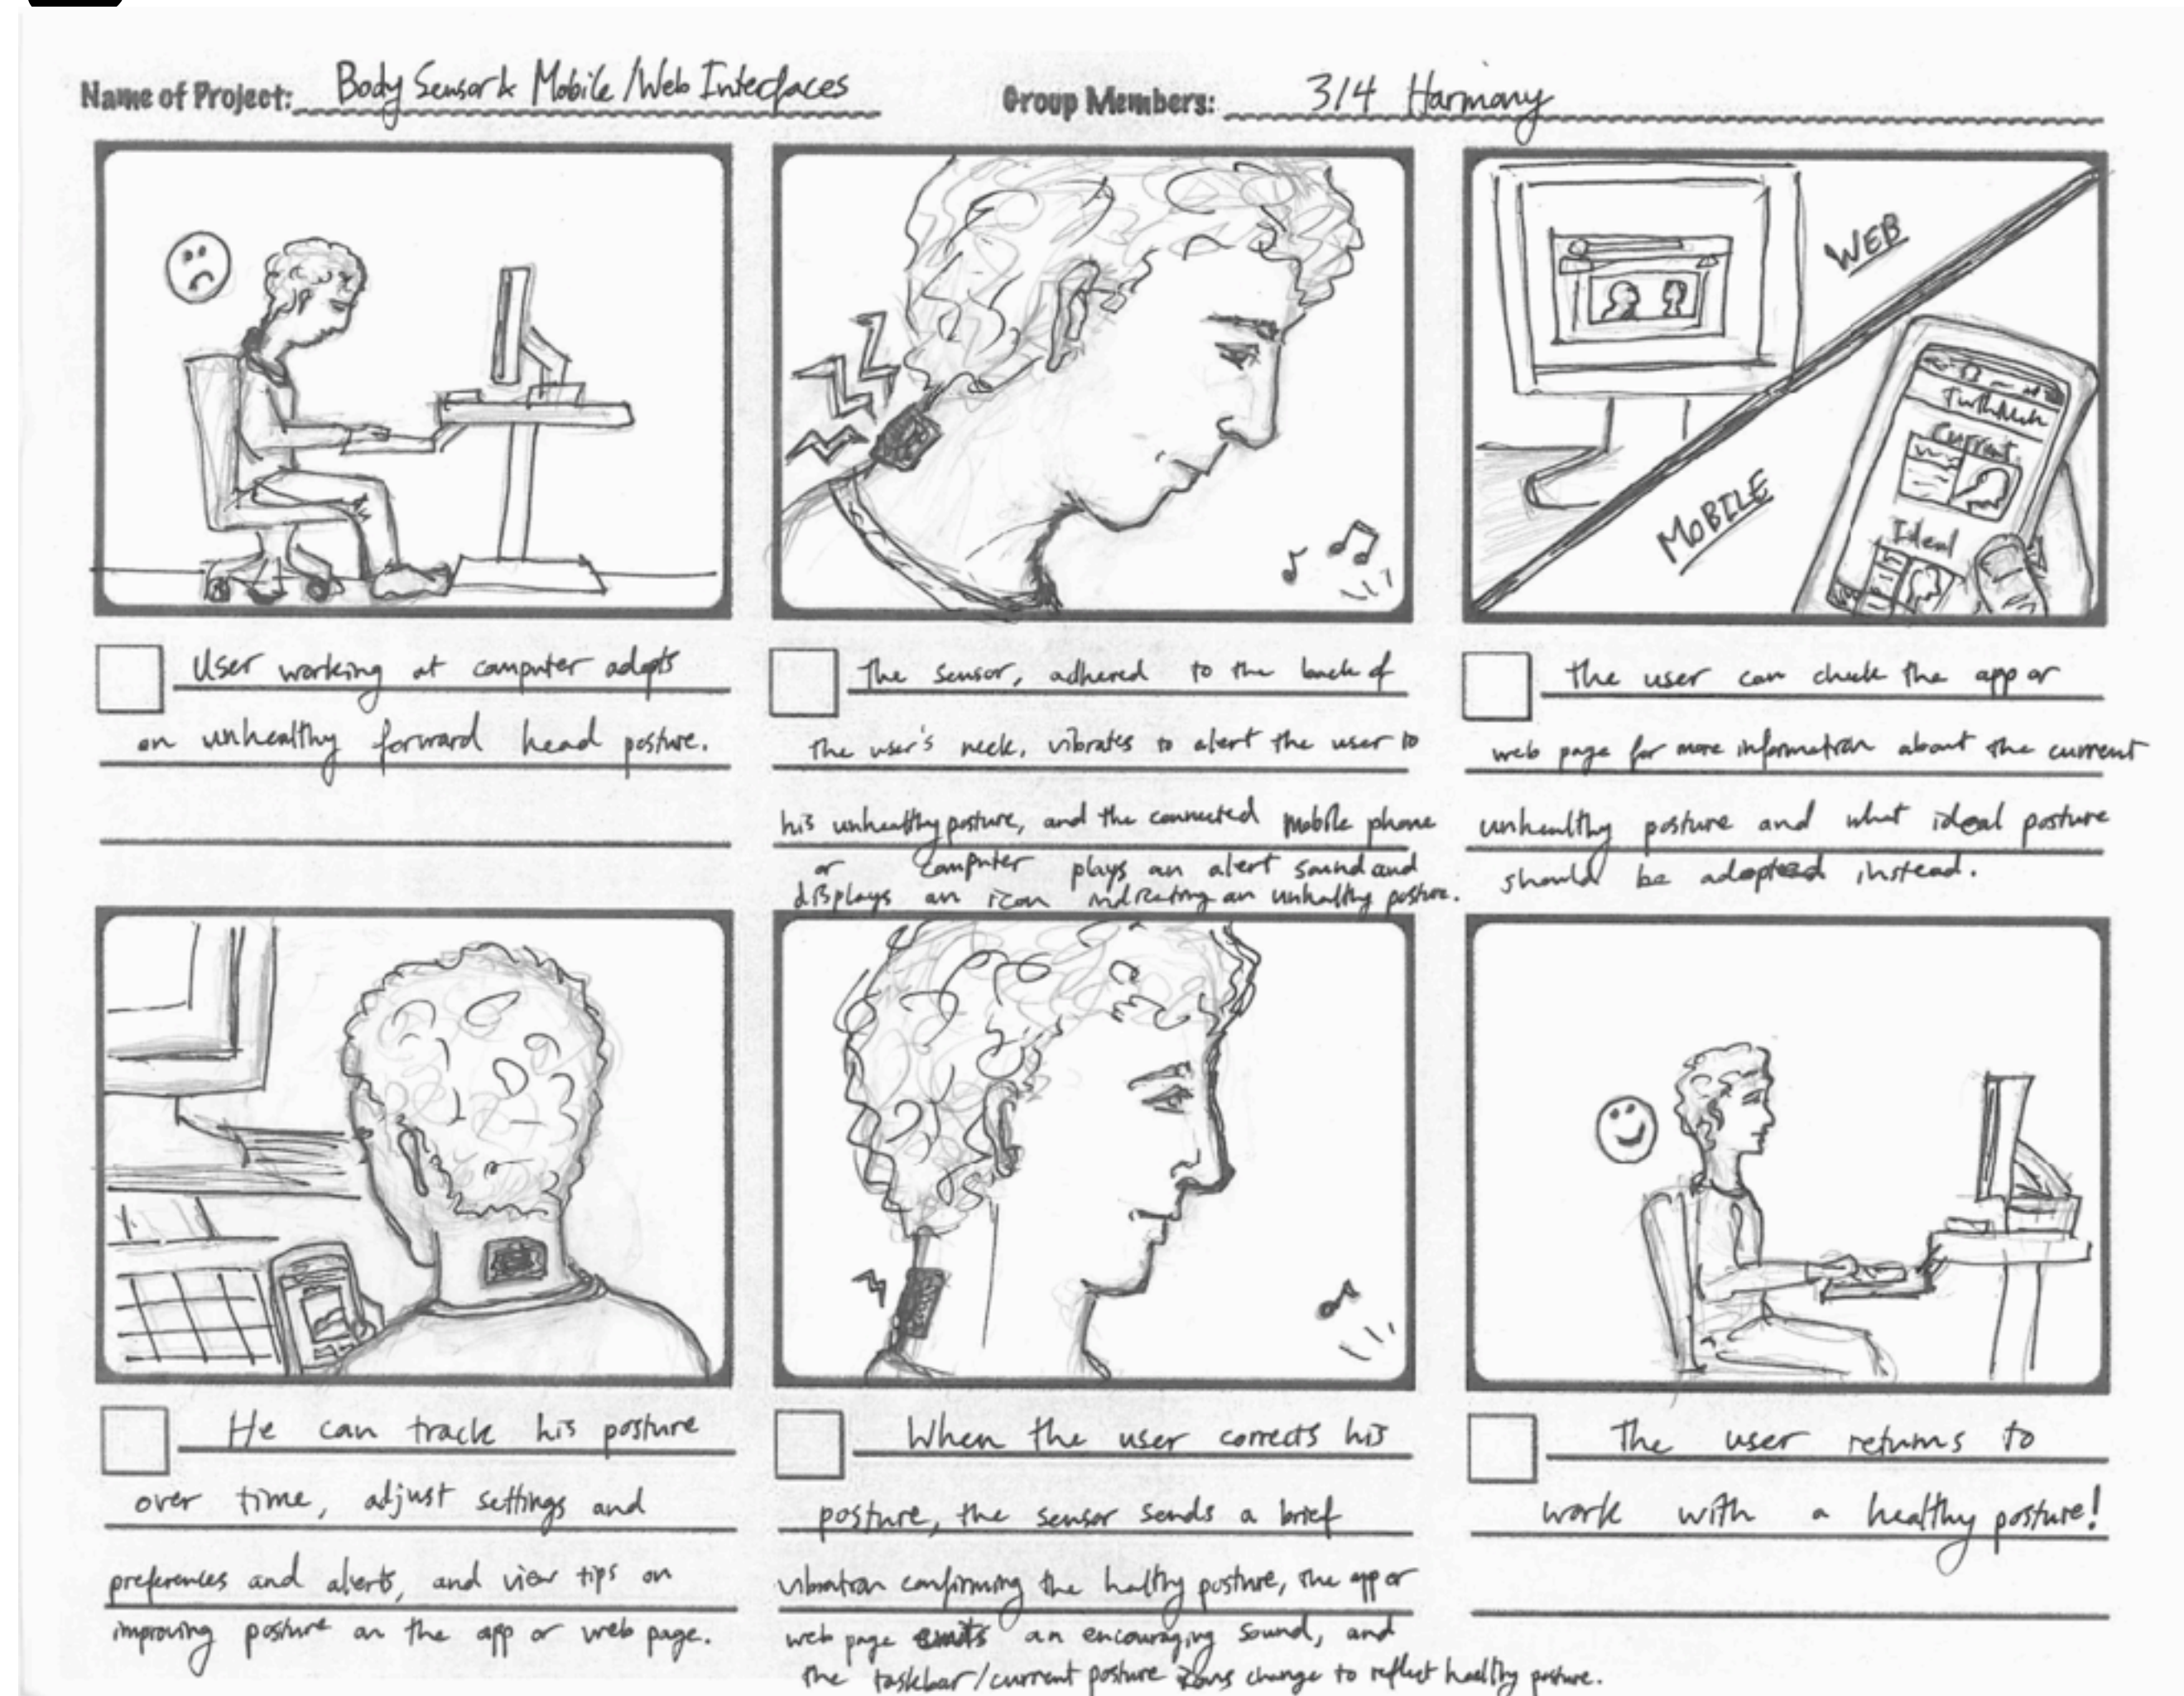 Name of Project: Body Sensor & Mobile/Web Interfaces
Group Members: 3/4 Harmony
WEB
MOBILE
Current
Ideal
User working at computer adopts
an unhealthy forward head posture.
The sensor, adhered to the back of
the user's neck, vibrates to alert the user to
his unhealthy posture, and the connected mobile phone
or computer plays an alert sound and
displays an icon indicating an unhealthy posture.
The user can check the app or
web page for more information about the current
unhealthy posture and what ideal posture
should be adopted instead.
He can track his posture
over time, adjust settings and
preferences and alerts, and view tips on
improving posture on the app or web page.
When the user corrects his
posture, the sensor sends a brief
vibration confirming the healthy posture, the app or
web page emits an encouraging sound, and
the taskbar/current posture icons change to reflect healthy posture.
The user returns to
work with a healthy posture!